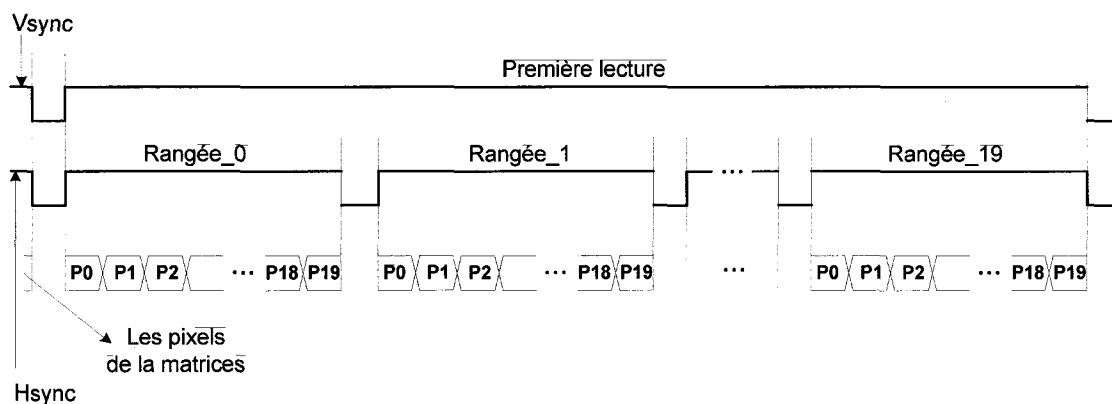 Vsync
Première lecture
Rangée_0 Rangée_1 Rangée_19
...
P0 P1 P2 ... P18 P19 P0 P1 P2 ... P18 P19 ... P0 P1 P2 ... P18 P19
Les pixels
de la matrices
Hsync